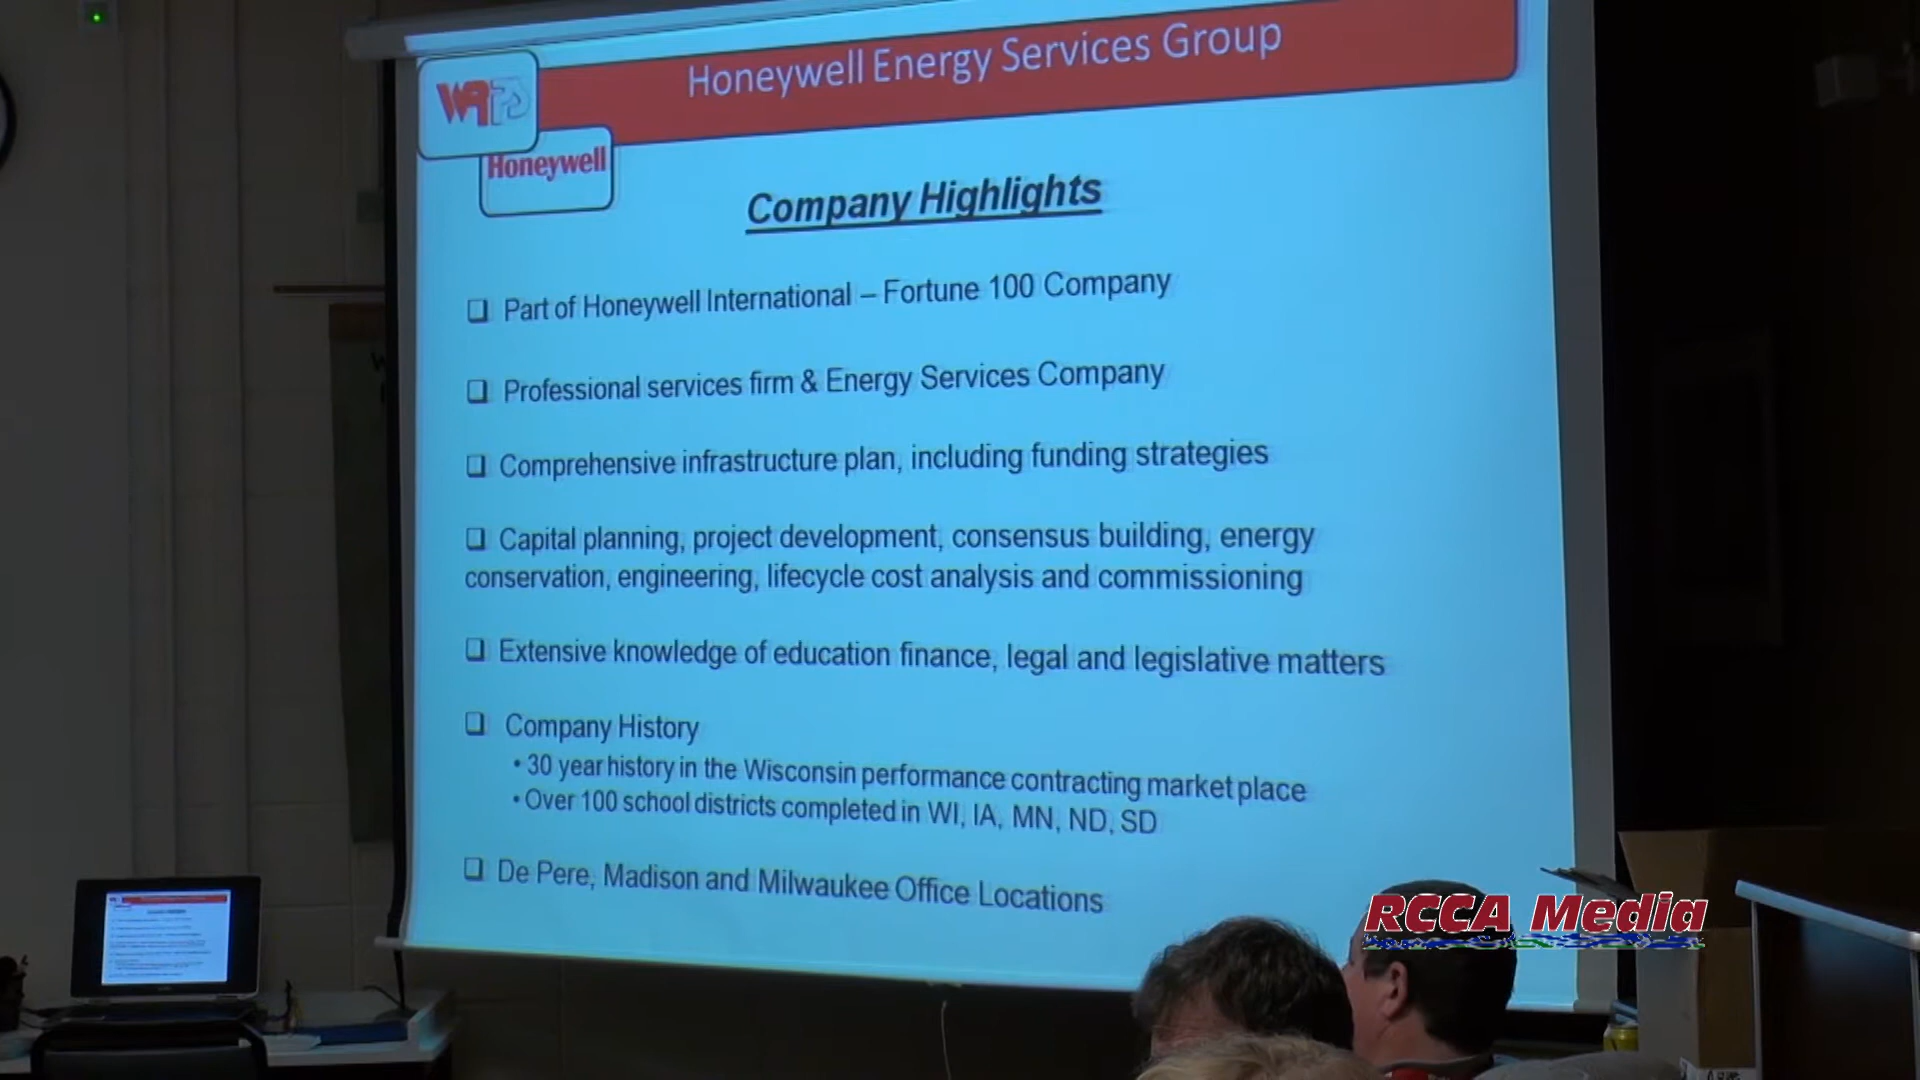 Honeywell Energy Services Group
WRPS
Honeywell
Company Highlights
❑ Part of Honeywell International – Fortune 100 Company
❑ Professional services firm & Energy Services Company
❑ Comprehensive infrastructure plan, including funding strategies
❑ Capital planning, project development, consensus building, energy
conservation, engineering, lifecycle cost analysis and commissioning
❑ Extensive knowledge of education finance, legal and legislative matters
❑ Company History
• 30 year history in the Wisconsin performance contracting market place
• Over 100 school districts completed in WI, IA, MN, ND, SD
❑ De Pere, Madison and Milwaukee Office Locations
RCCA Media